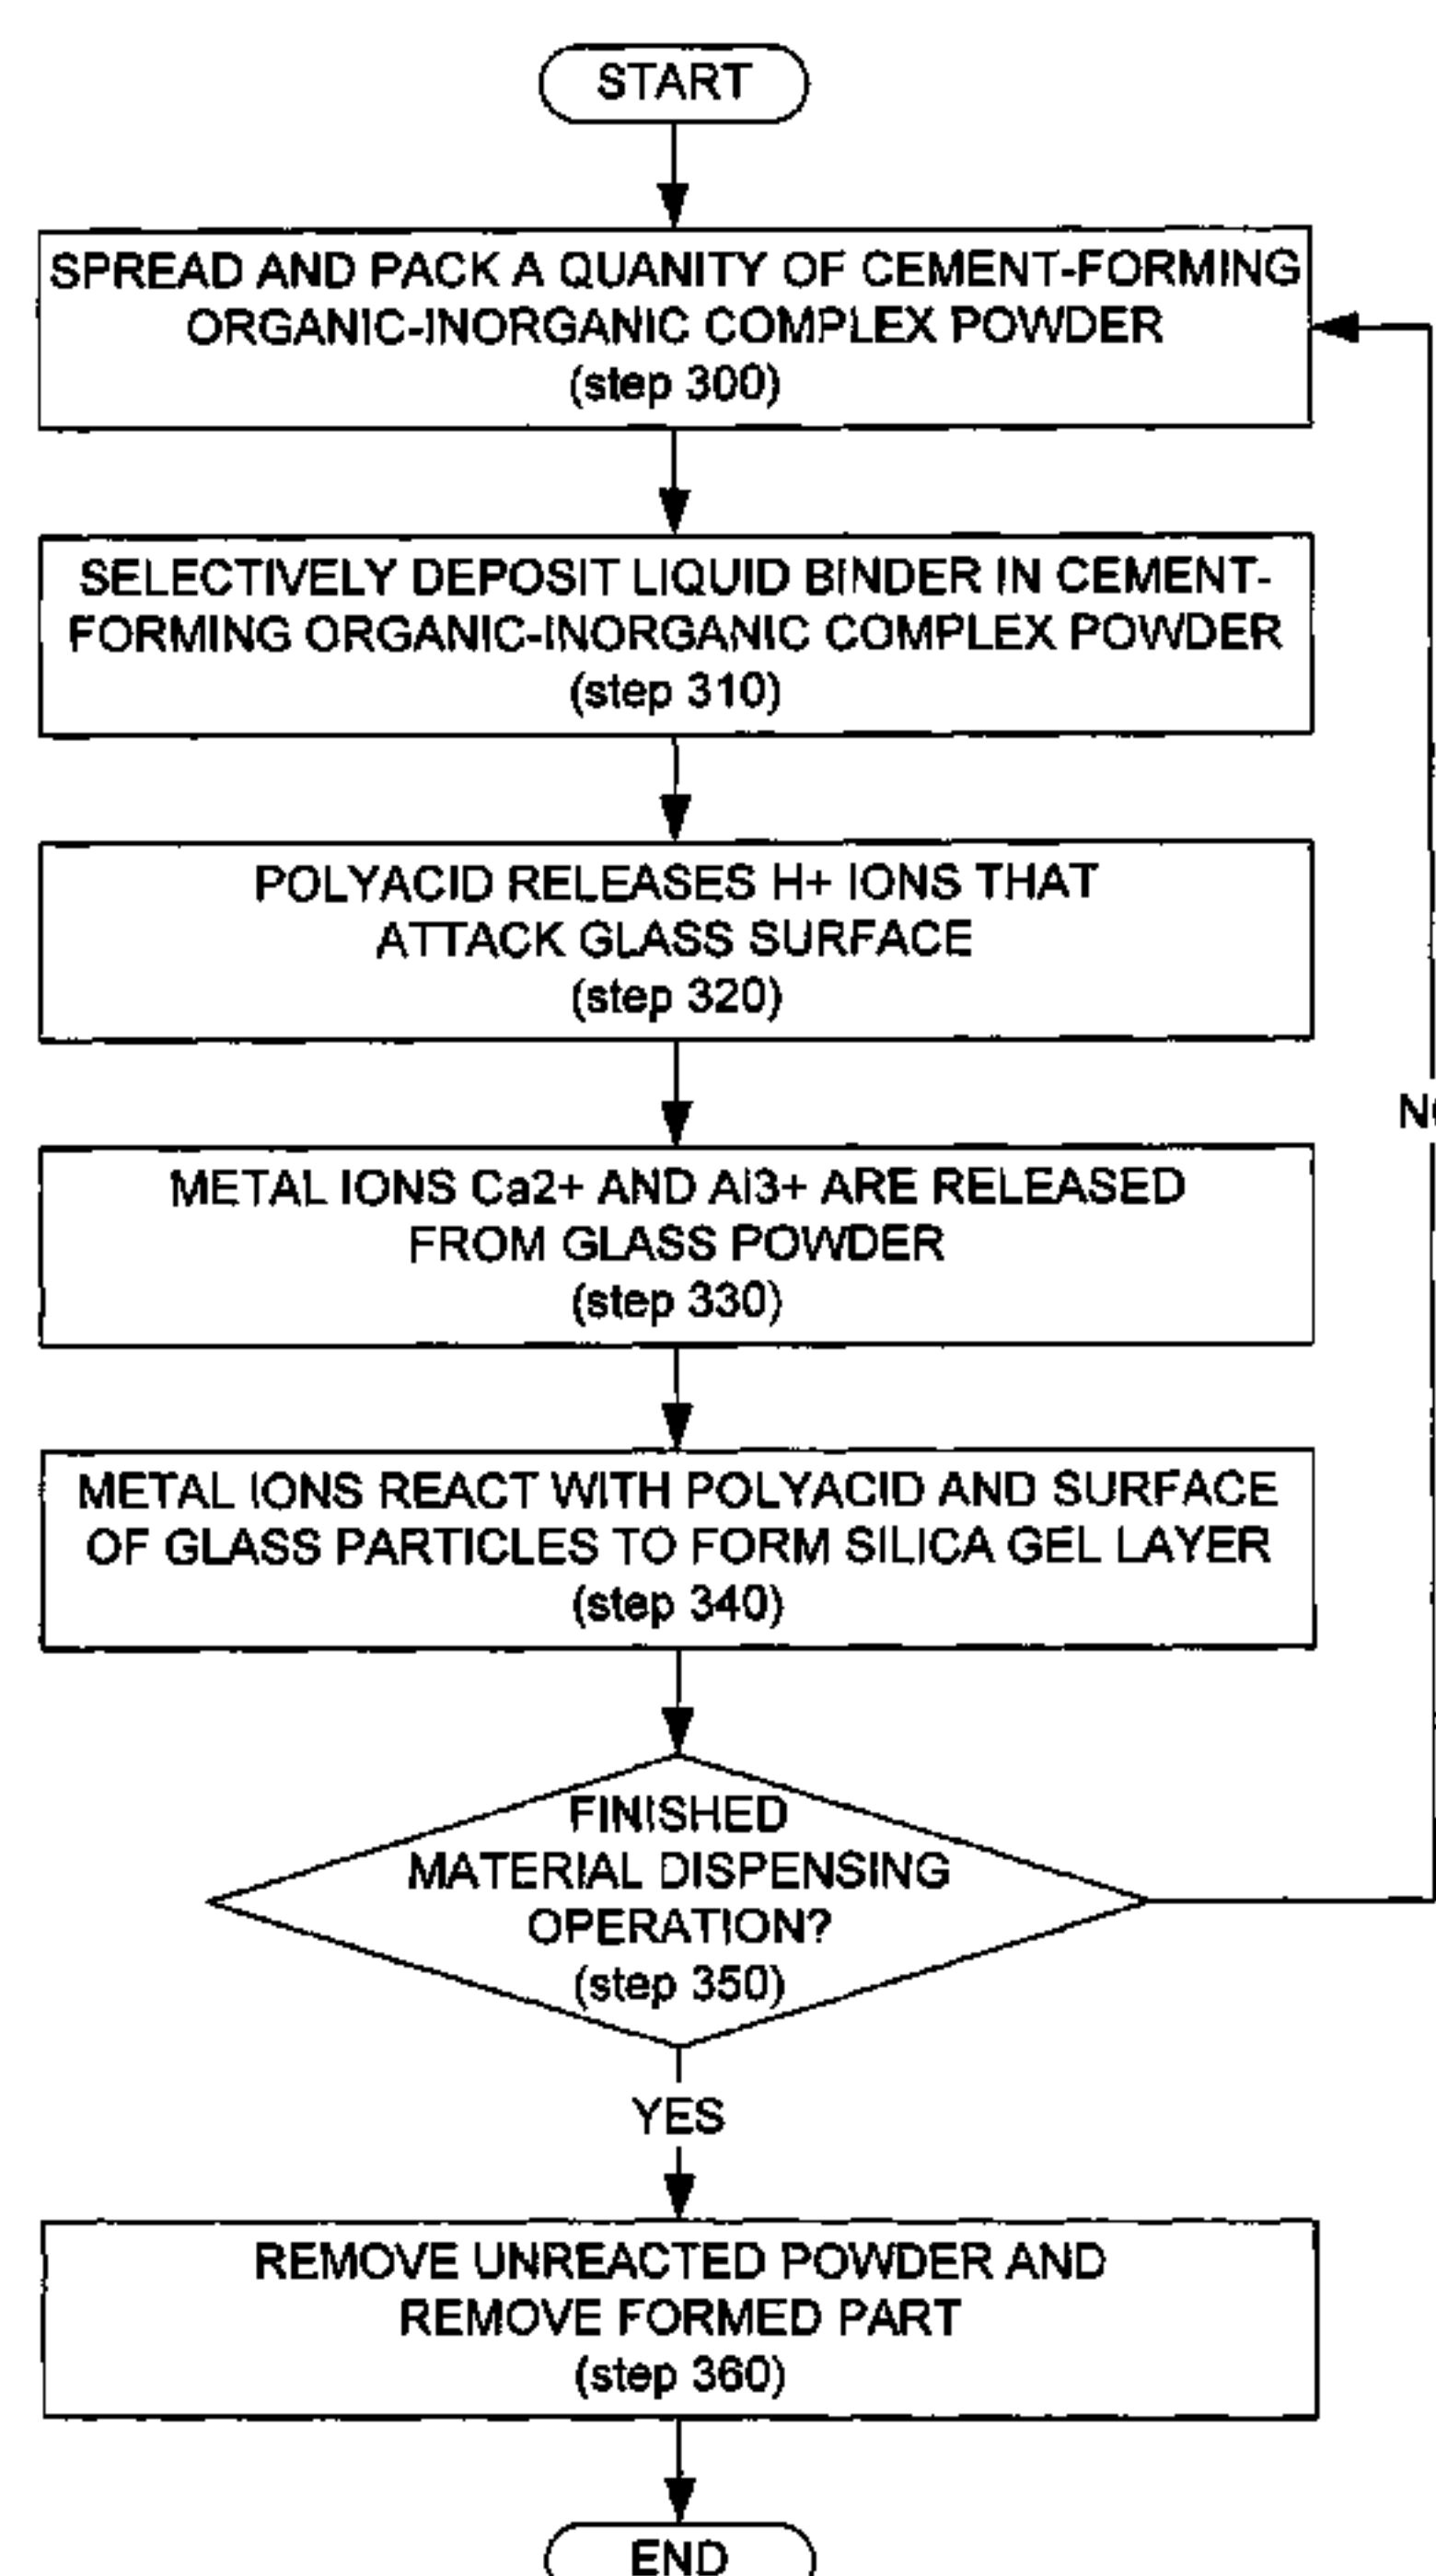 START
SPREAD AND PACK A QUANITY OF CEMENT-FORMING
ORGANIC-INORGANIC COMPLEX POWDER
(step 300)
SELECTIVELY DEPOSIT LIQUID BINDER IN CEMENT-
FORMING ORGANIC-INORGANIC COMPLEX POWDER
(step 310)
POLYACID RELEASES H+ IONS THAT
ATTACK GLASS SURFACE
(step 320)
METAL IONS Ca2+ AND Al3+ ARE RELEASED
FROM GLASS POWDER
(step 330)
METAL IONS REACT WITH POLYACID AND SURFACE
OF GLASS PARTICLES TO FORM SILICA GEL LAYER
(step 340)
FINISHED
MATERIAL DISPENSING
OPERATION?
(step 350)
YES
REMOVE UNREACTED POWDER AND
REMOVE FORMED PART
(step 360)
END